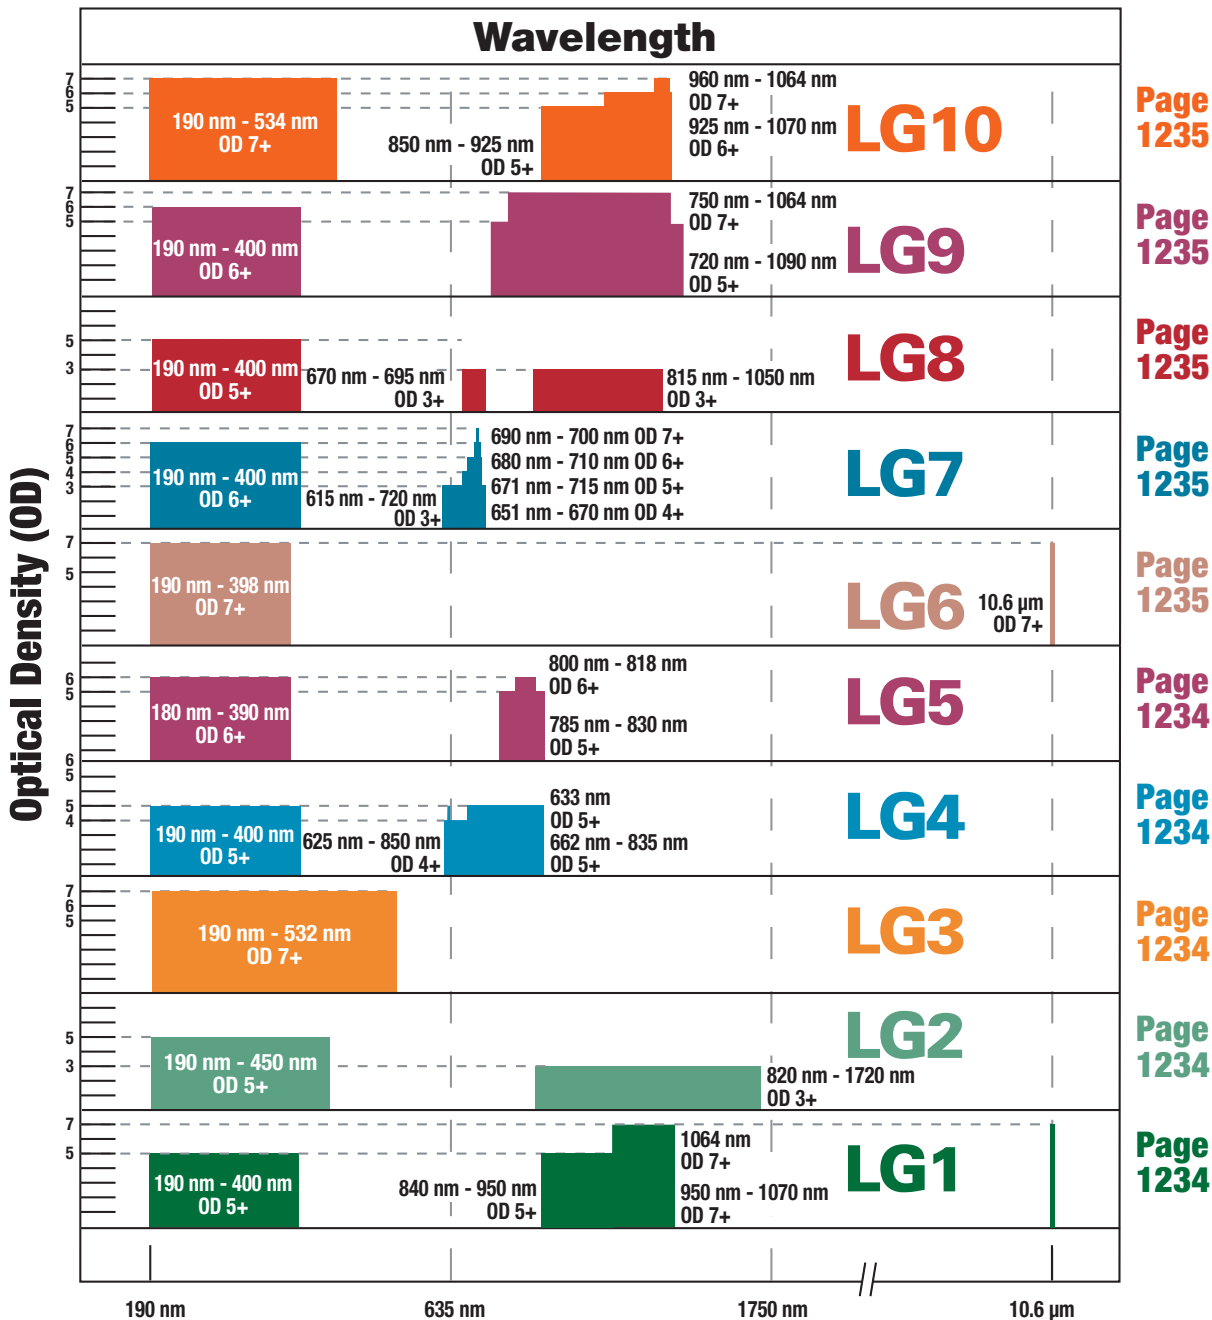 Wavelength
Optical Density (OD)
7
6
5
190 nm - 534 nm
OD 7+
850 nm - 925 nm
OD 5+
960 nm - 1064 nm
OD 7+
925 nm - 1070 nm
OD 6+
LG10
Page
1235
7
6
5
190 nm - 400 nm
OD 6+
750 nm - 1064 nm
OD 7+
720 nm - 1090 nm
OD 5+
LG9
Page
1235
5
3
190 nm - 400 nm
OD 5+
670 nm - 695 nm
OD 3+
815 nm - 1050 nm
OD 3+
LG8
Page
1235
7
6
5
4
3
190 nm - 400 nm
OD 6+
615 nm - 720 nm
OD 3+
690 nm - 700 nm OD 7+
680 nm - 710 nm OD 6+
671 nm - 715 nm OD 5+
651 nm - 670 nm OD 4+
LG7
Page
1235
7
5
190 nm - 398 nm
OD 7+
LG6
10.6 µm
OD 7+
Page
1235
6
5
6
180 nm - 390 nm
OD 6+
800 nm - 818 nm
OD 6+
785 nm - 830 nm
OD 5+
LG5
Page
1234
5
5
4
190 nm - 400 nm
OD 5+
625 nm - 850 nm
OD 4+
633 nm
OD 5+
662 nm - 835 nm
OD 5+
LG4
Page
1234
7
6
5
190 nm - 532 nm
OD 7+
LG3
Page
1234
5
3
190 nm - 450 nm
OD 5+
820 nm - 1720 nm
OD 3+
LG2
Page
1234
7
5
190 nm - 400 nm
OD 5+
840 nm - 950 nm
OD 5+
1064 nm
OD 7+
950 nm - 1070 nm
OD 7+
LG1
Page
1234
190 nm
635 nm
1750 nm
10.6 µm